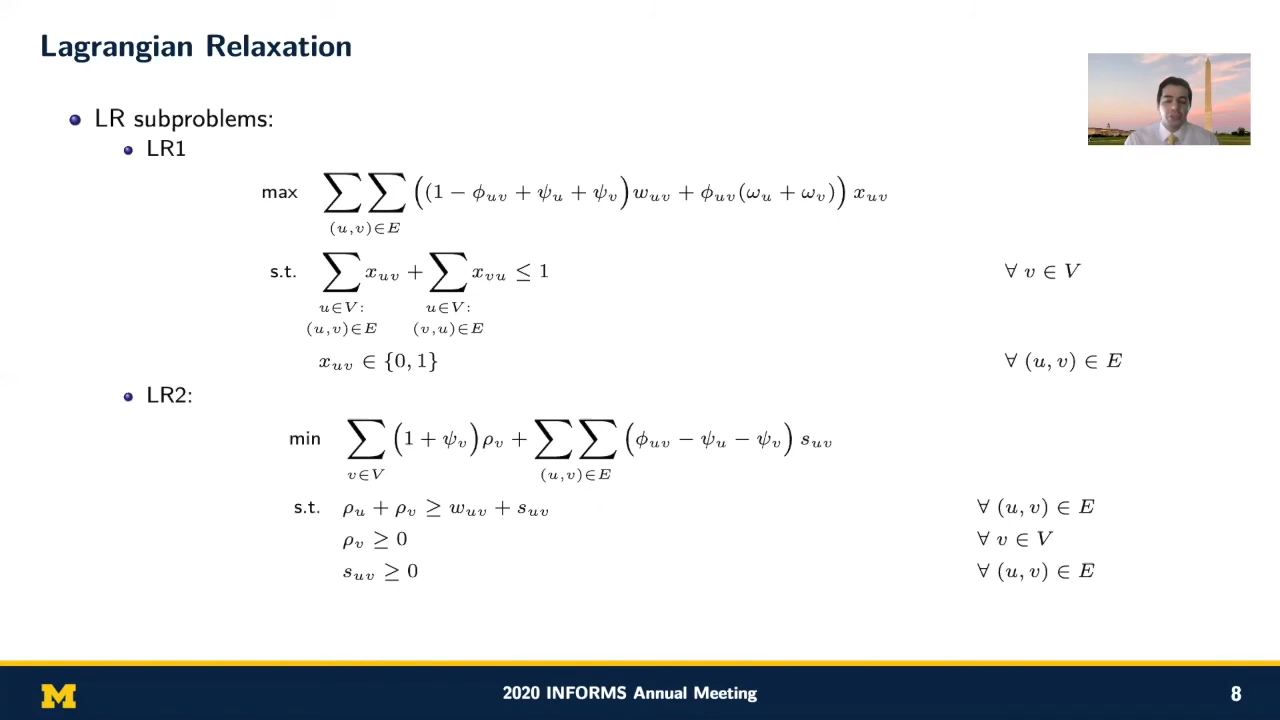 Lagrangian Relaxation
LR subproblems:
LR1
max ∑∑_{(u,v)∈E} ((1 − ϕ_{uv} + ψ_u + ψ_v) w_{uv} + ϕ_{uv}(ω_u + ω_v)) x_{uv}
s.t. ∑_{u∈V: (u,v)∈E} x_{uv} + ∑_{u∈V: (v,u)∈E} x_{vu} ≤ 1 ∀ v ∈ V
x_{uv} ∈ {0, 1} ∀ (u, v) ∈ E
LR2:
min ∑_{v∈V} (1 + ψ_v) ρ_v + ∑∑_{(u,v)∈E} (ϕ_{uv} − ψ_u − ψ_v) s_{uv}
s.t. ρ_u + ρ_v ≥ w_{uv} + s_{uv} ∀ (u, v) ∈ E
ρ_v ≥ 0 ∀ v ∈ V
s_{uv} ≥ 0 ∀ (u, v) ∈ E
M
2020 INFORMS Annual Meeting
8